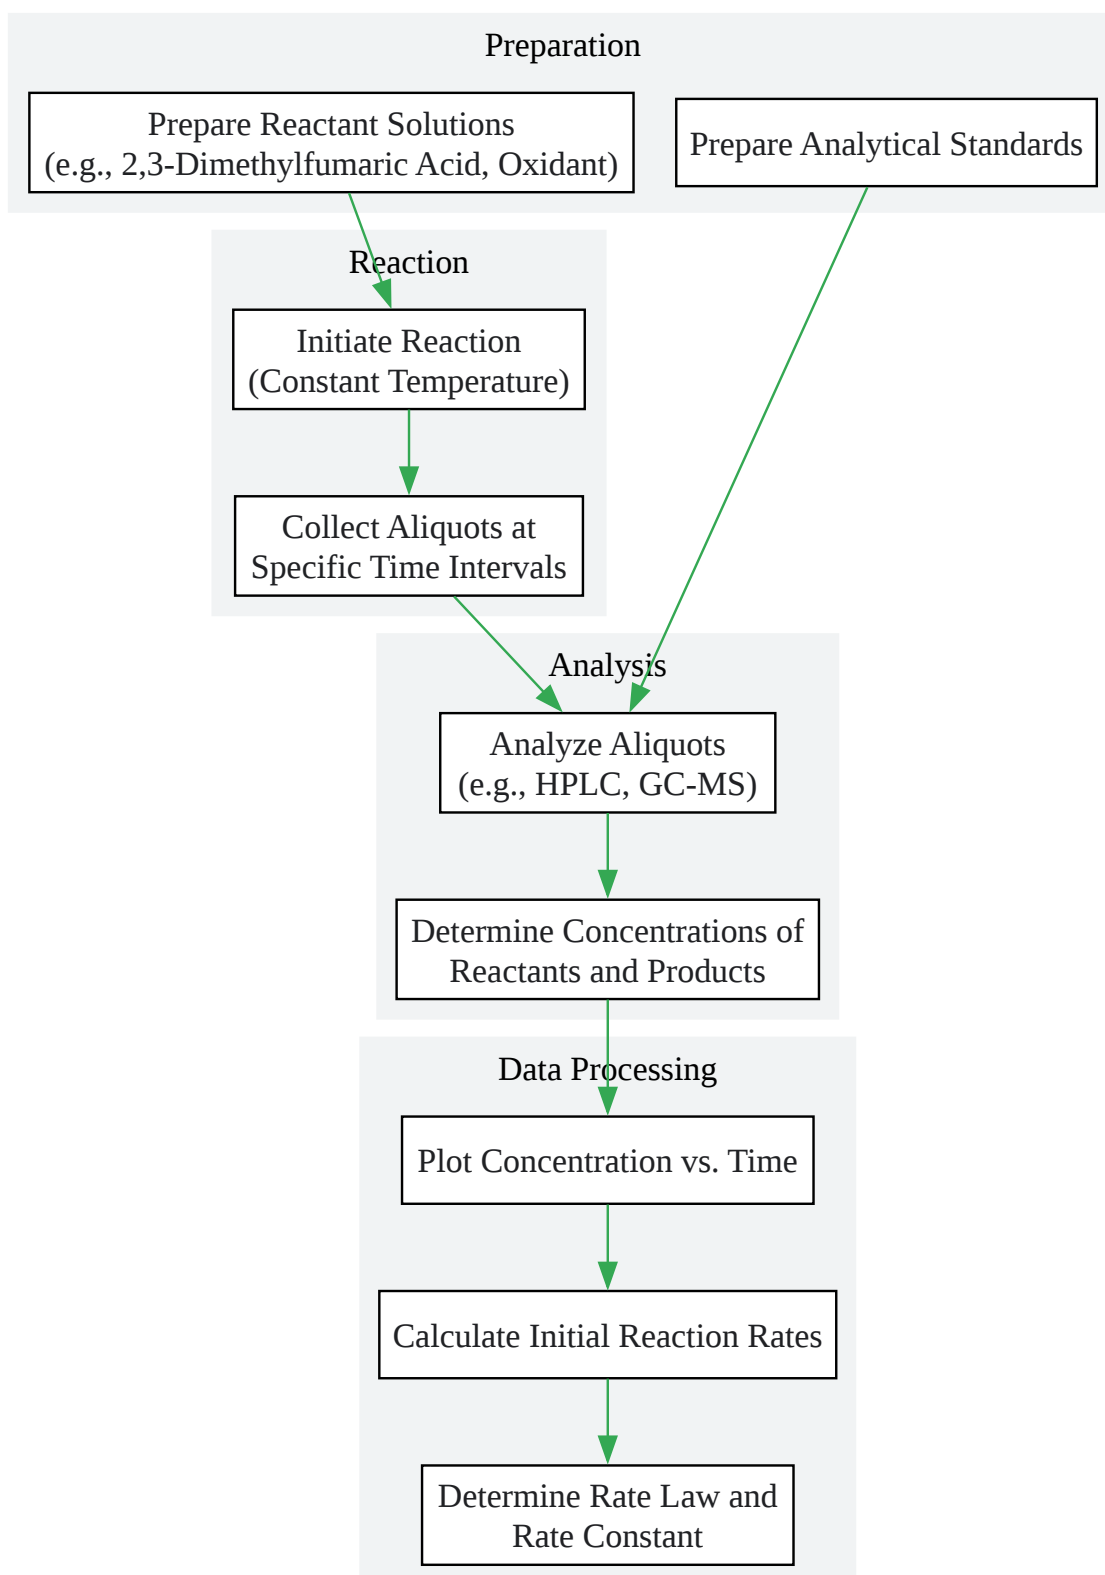 Preparation
Prepare Reactant Solutions
(e.g., 2,3-Dimethylfumaric Acid, Oxidant)
Prepare Analytical Standards
Reaction
Initiate Reaction
(Constant Temperature)
Collect Aliquots at
Specific Time Intervals
Analysis
Analyze Aliquots
(e.g., HPLC, GC-MS)
Determine Concentrations of
Reactants and Products
Data Processing
Plot Concentration vs. Time
Calculate Initial Reaction Rates
Determine Rate Law and
Rate Constant